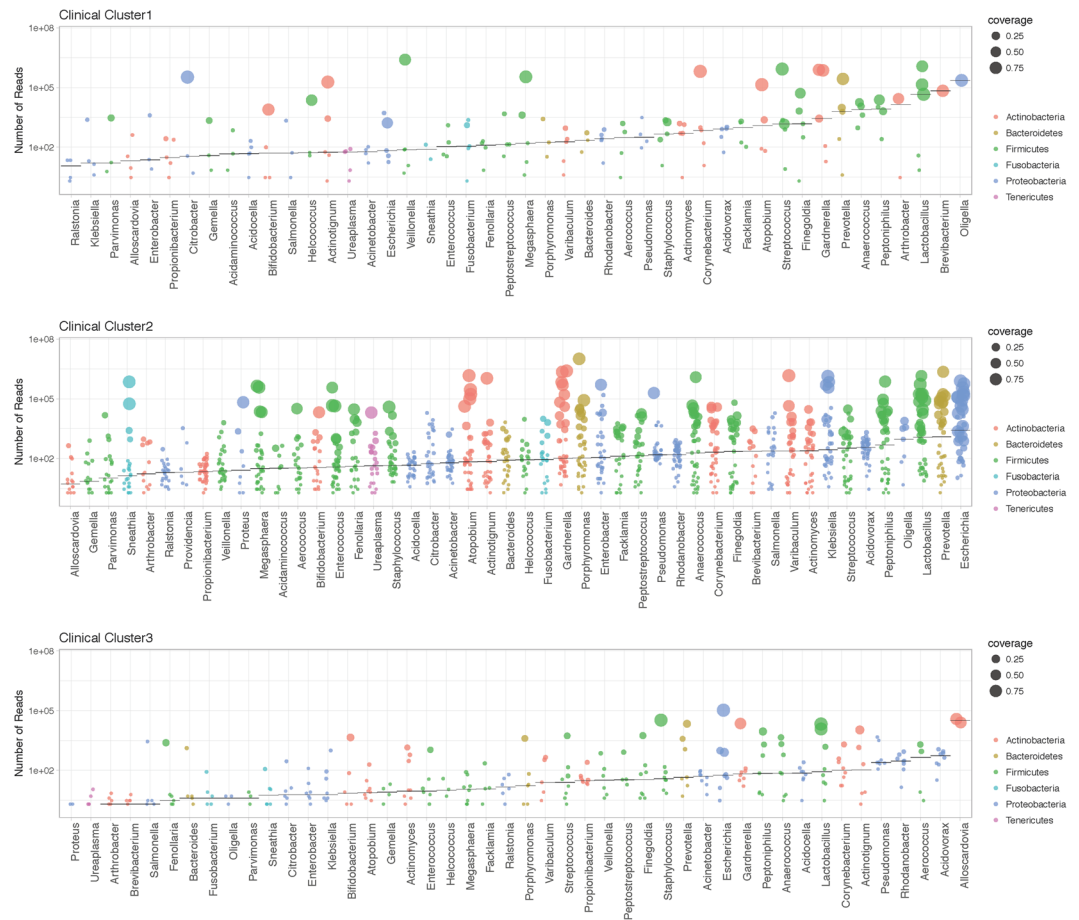 Clinical Cluster1
1e+08
1e+05
1e+02
Number of Reads
Ralstonia
Klebsiella
Parvimonas
Alloscardovia
Enterobacter
Propionibacterium
Citrobacter
Gemella
Acidaminococcus
Acidocella
Bifidobacterium
Salmonella
Helcococcus
Actinotignum
Ureaplasma
Acinetobacter
Escherichia
Veillonella
Sneathia
Enterococcus
Fusobacterium
Fenollaria
Peptostreptococcus
Megasphaera
Porphyromonas
Varibaculum
Bacteroides
Rhodanobacter
Aerococcus
Pseudomonas
Staphylococcus
Actinomyces
Corynebacterium
Acidovorax
Facklamia
Atopobium
Streptococcus
Finegoldia
Gardnerella
Prevotella
Anaerococcus
Peptoniphilus
Arthrobacter
Lactobacillus
Brevibacterium
Oligella
coverage
0.25
0.50
0.75
Actinobacteria
Bacteroidetes
Firmicutes
Fusobacteria
Proteobacteria
Tenericutes
Clinical Cluster2
1e+08
1e+05
1e+02
Number of Reads
Alloscardovia
Gemella
Parvimonas
Sneathia
Arthrobacter
Ralstonia
Providencia
Propionibacterium
Veillonella
Proteus
Megasphaera
Acidaminococcus
Aerococcus
Bifidobacterium
Enterococcus
Fenollaria
Ureaplasma
Staphylococcus
Acidocella
Citrobacter
Acinetobacter
Atopobium
Actinotignum
Bacteroides
Helcococcus
Fusobacterium
Gardnerella
Porphyromonas
Enterobacter
Facklamia
Peptostreptococcus
Pseudomonas
Rhodanobacter
Anaerococcus
Corynebacterium
Finegoldia
Brevibacterium
Salmonella
Varibaculum
Actinomyces
Klebsiella
Streptococcus
Acidovorax
Peptoniphilus
Oligella
Lactobacillus
Prevotella
Escherichia
coverage
0.25
0.50
0.75
Actinobacteria
Bacteroidetes
Firmicutes
Fusobacteria
Proteobacteria
Tenericutes
Clinical Cluster3
1e+08
1e+05
1e+02
Number of Reads
Proteus
Ureaplasma
Arthrobacter
Brevibacterium
Salmonella
Fenollaria
Bacteroides
Fusobacterium
Oligella
Parvimonas
Sneathia
Citrobacter
Enterobacter
Klebsiella
Bifidobacterium
Atopobium
Gemella
Actinomyces
Enterococcus
Helcococcus
Megasphaera
Facklamia
Ralstonia
Porphyromonas
Varibaculum
Streptococcus
Propionibacterium
Veillonella
Peptostreptococcus
Finegoldia
Staphylococcus
Prevotella
Acinetobacter
Escherichia
Gardnerella
Peptoniphilus
Anaerococcus
Acidocella
Lactobacillus
Corynebacterium
Actinotignum
Pseudomonas
Rhodanobacter
Aerococcus
Acidovorax
Alloscardovia
coverage
0.25
0.50
0.75
Actinobacteria
Bacteroidetes
Firmicutes
Fusobacteria
Proteobacteria
Tenericutes